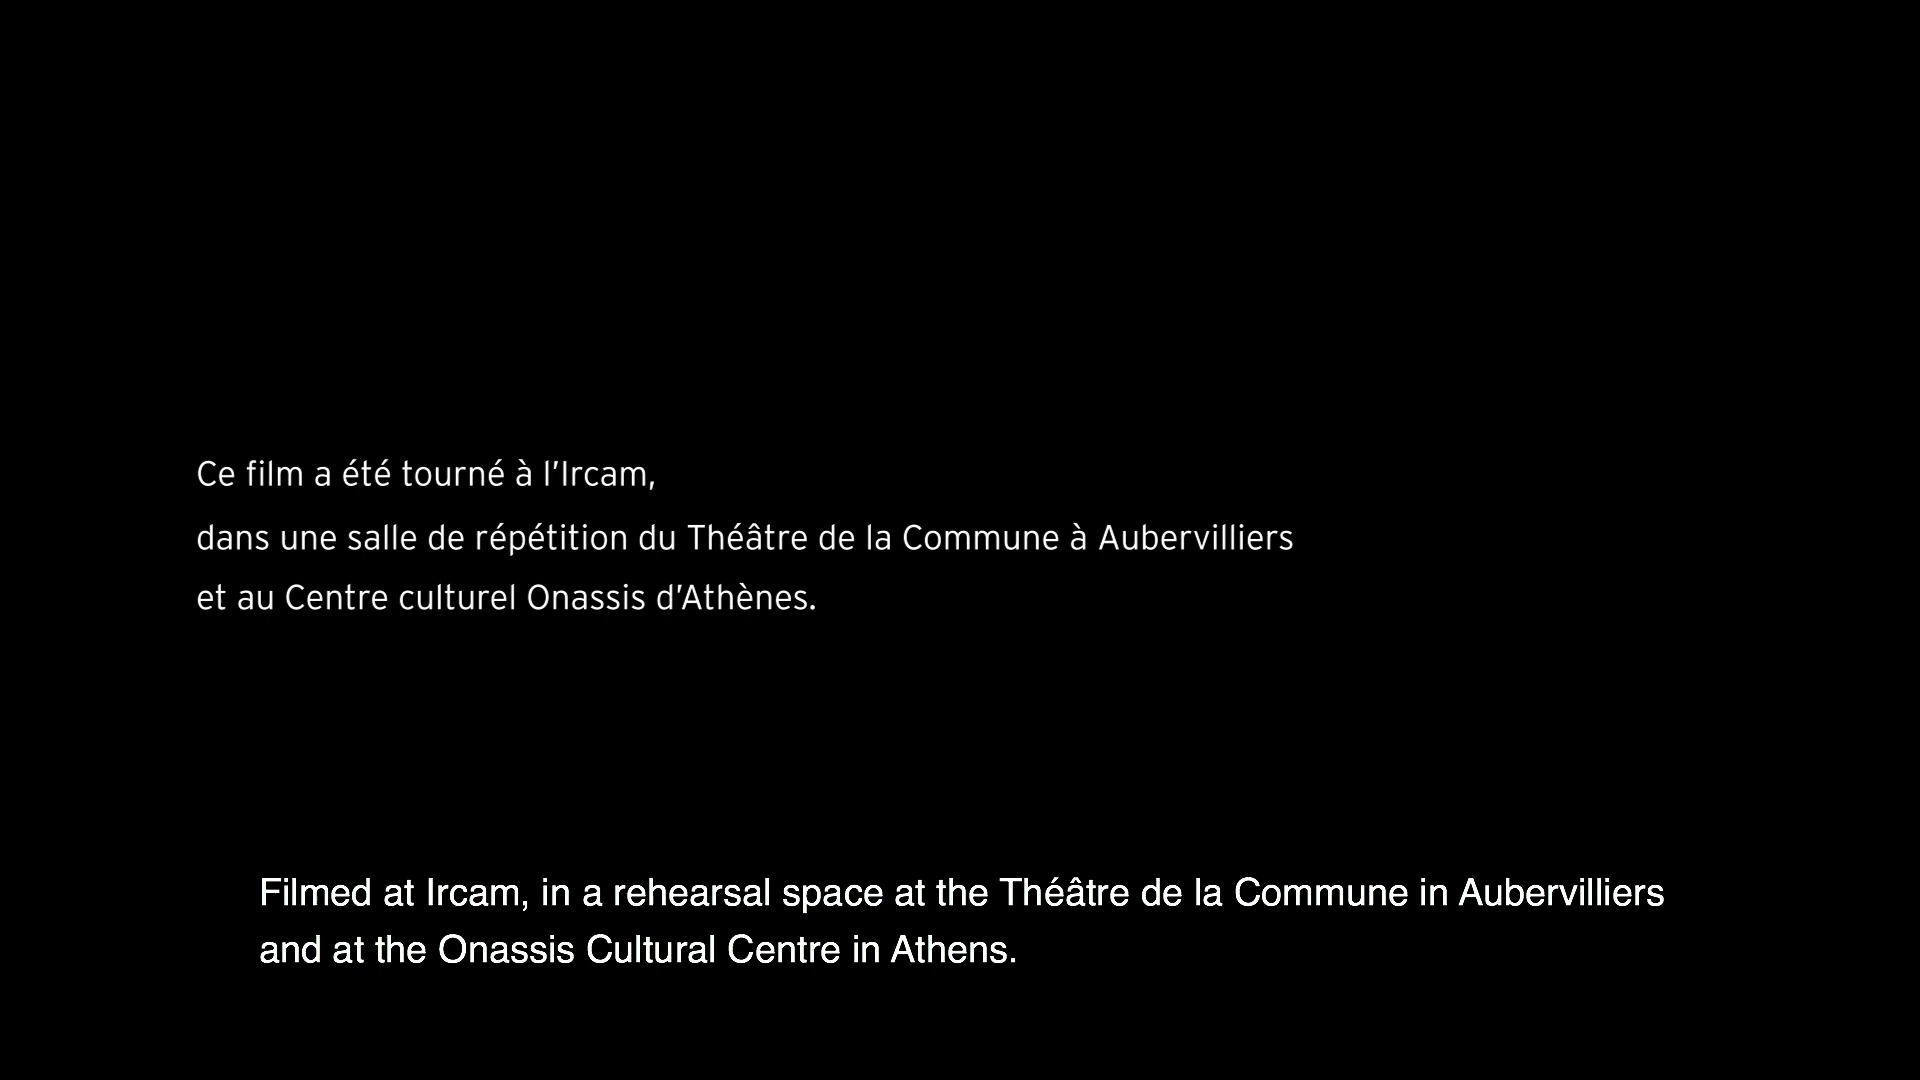 Ce film a été tourné à l’Ircam,
dans une salle de répétition du Théâtre de la Commune à Aubervilliers
et au Centre culturel Onassis d’Athènes.
Filmed at Ircam, in a rehearsal space at the Théâtre de la Commune in Aubervilliers
and at the Onassis Cultural Centre in Athens.